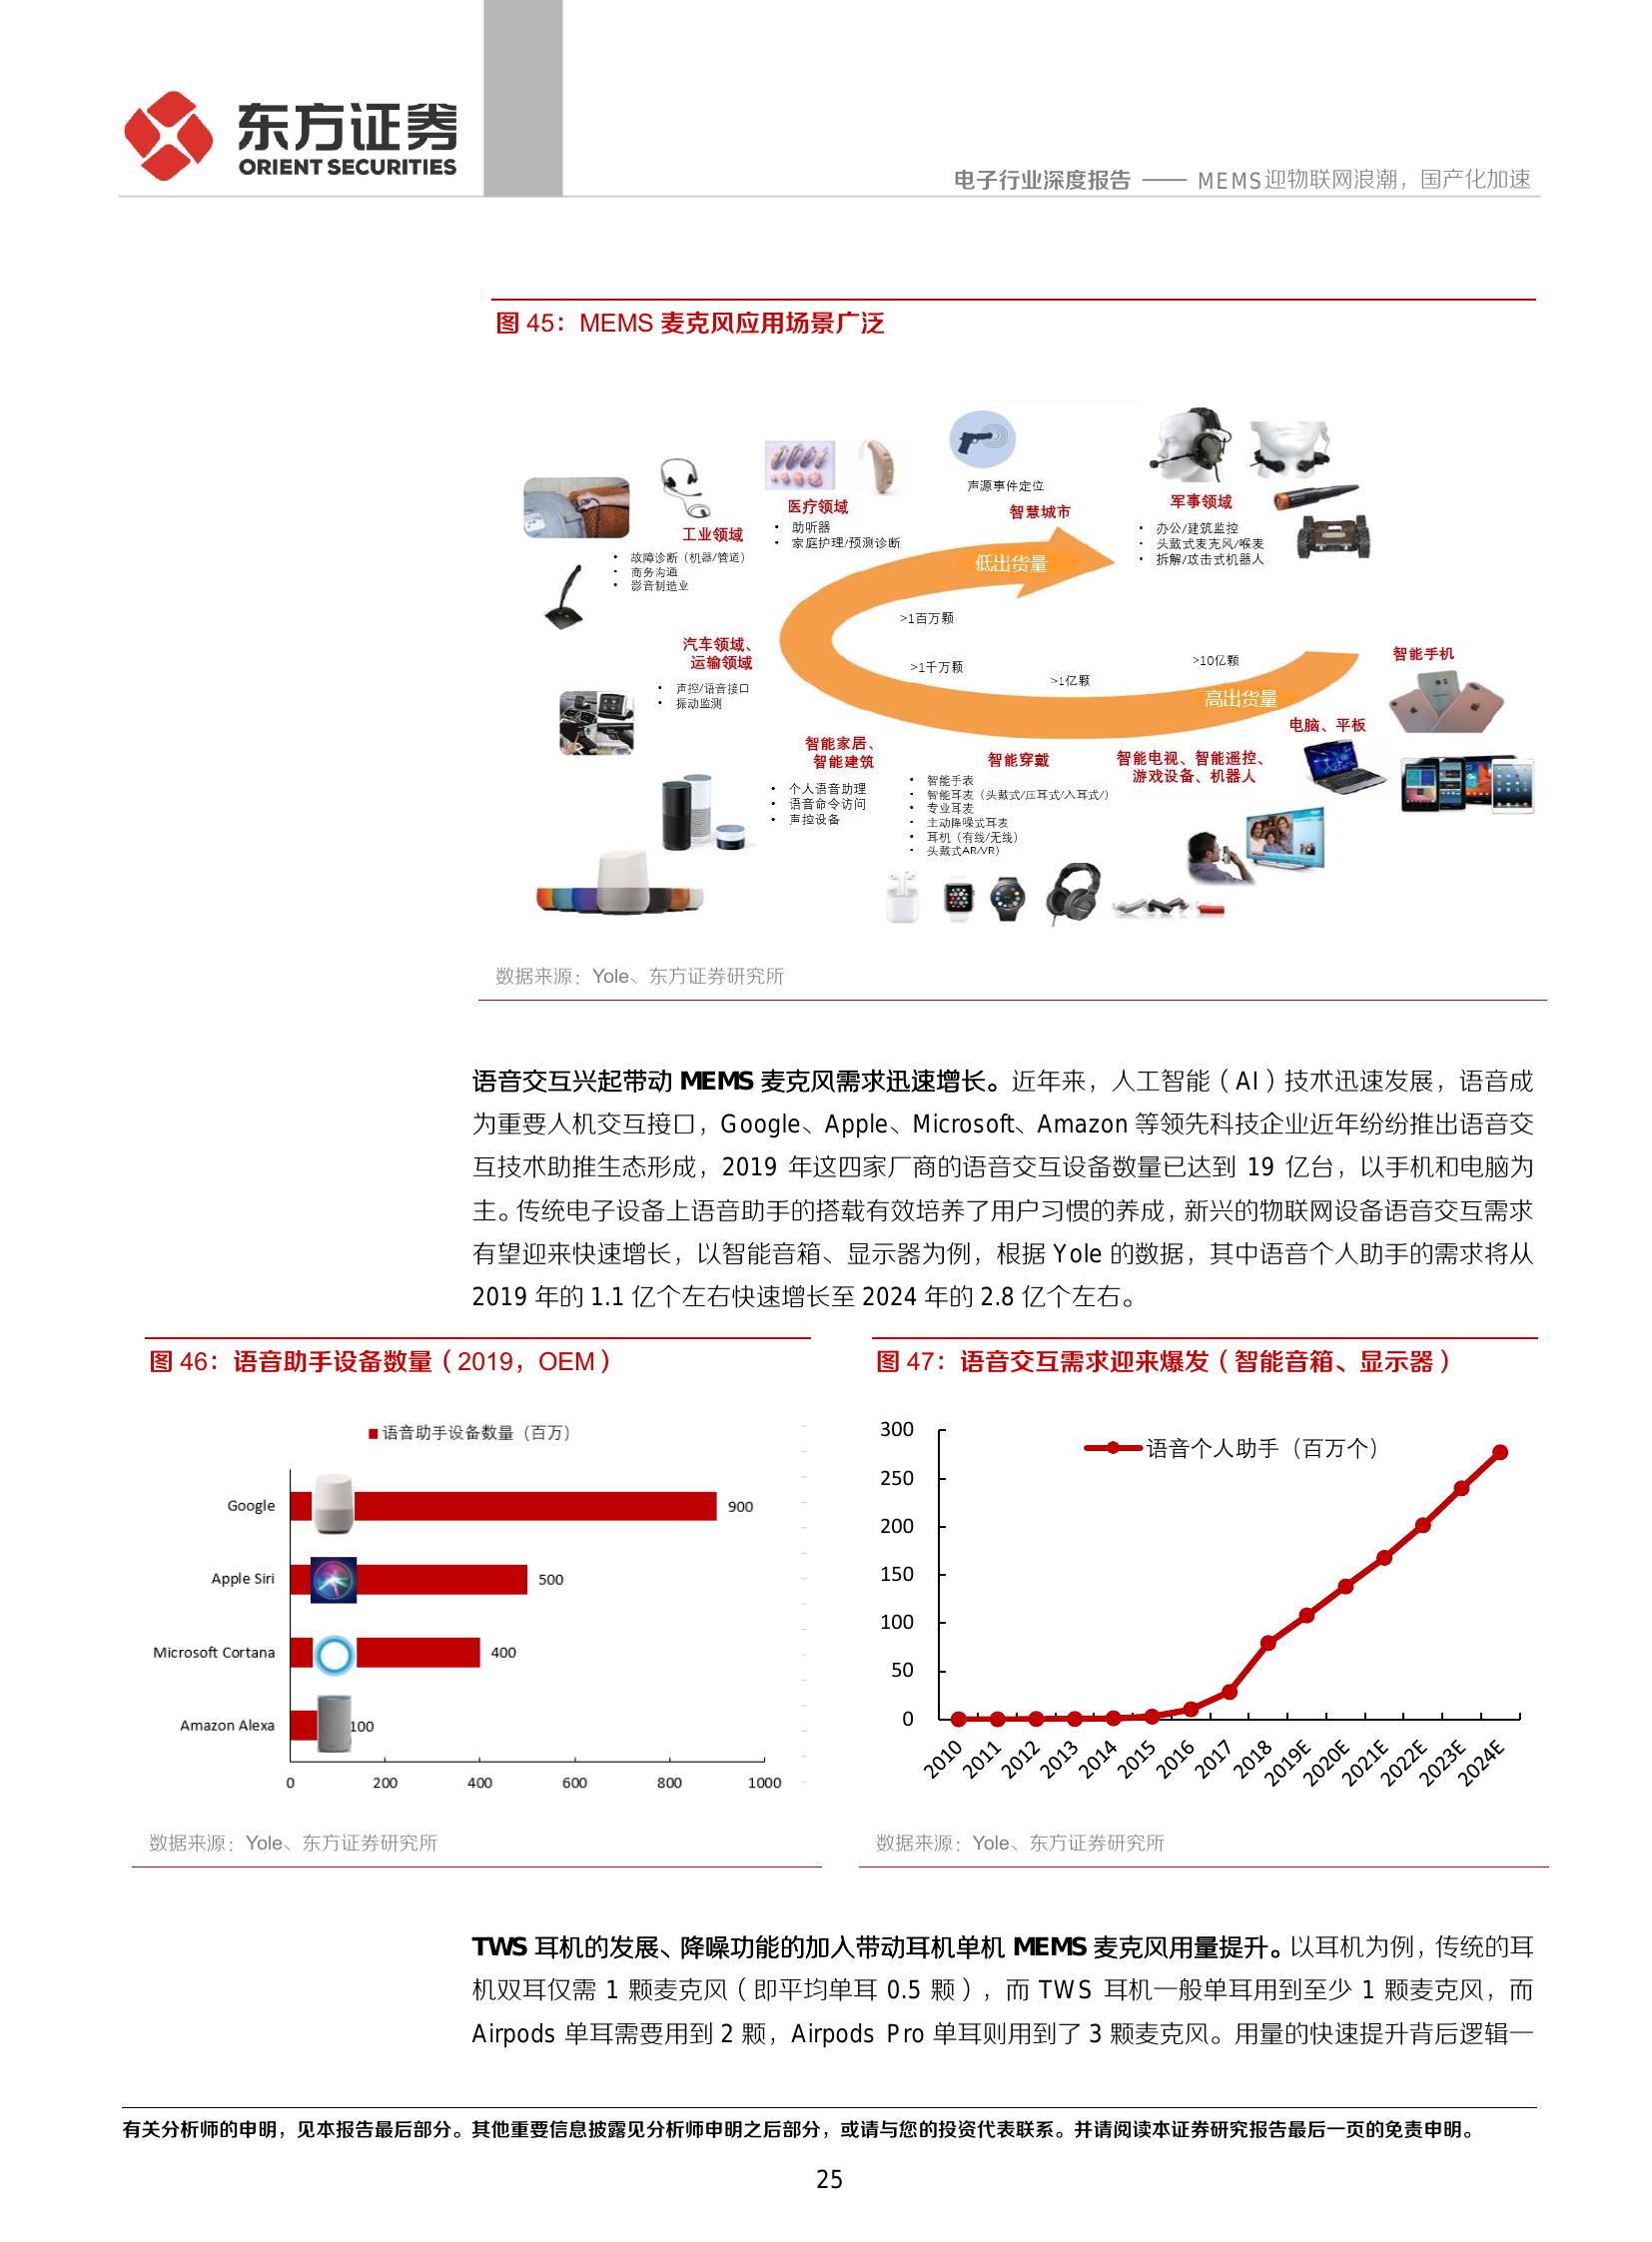 东方证券
ORIENT SECURITIES
电子行业深度报告 —— MEMS迎物联网浪潮，国产化加速
图 45：MEMS 麦克风应用场景广泛
声源事件定位
智慧城市
军事领域
• 办公/建筑监控
• 头戴式麦克风/喉麦
• 拆解/攻击式机器人
医疗领域
• 助听器
• 家庭护理/预测诊断
工业领域
• 故障诊断（机器/管道）
• 商务沟通
• 影音制造业
低出货量
>1百万颗
>1千万颗
>1亿颗
>10亿颗
高出货量
汽车领域、
运输领域
• 声控/语音接口
• 振动监测
智能手机
电脑、平板
智能家居、
智能建筑
• 个人语音助理
• 语音命令访问
• 声控设备
智能穿戴
• 智能手表
• 智能耳麦（头戴式/压耳式/入耳式/）
• 专业耳麦
• 主动降噪式耳麦
• 耳机（有线/无线）
• 头戴式AR/VR）
智能电视、智能遥控、
游戏设备、机器人
数据来源：Yole、东方证券研究所
语音交互兴起带动 MEMS 麦克风需求迅速增长。近年来，人工智能（AI）技术迅速发展，语音成
为重要人机交互接口，Google、Apple、Microsoft、Amazon 等领先科技企业近年纷纷推出语音交
互技术助推生态形成，2019 年这四家厂商的语音交互设备数量已达到 19 亿台，以手机和电脑为
主。传统电子设备上语音助手的搭载有效培养了用户习惯的养成，新兴的物联网设备语音交互需求
有望迎来快速增长，以智能音箱、显示器为例，根据 Yole 的数据，其中语音个人助手的需求将从
2019 年的 1.1 亿个左右快速增长至 2024 年的 2.8 亿个左右。
图 46：语音助手设备数量（2019，OEM）
语音助手设备数量（百万）
Google 900
Apple Siri 500
Microsoft Cortana 400
Amazon Alexa 100
0 200 400 600 800 1000
数据来源：Yole、东方证券研究所
图 47：语音交互需求迎来爆发（智能音箱、显示器）
语音个人助手（百万个）
300
250
200
150
100
50
0
2010 2011 2012 2013 2014 2015 2016 2017 2018 2019E 2020E 2021E 2022E 2023E 2024E
数据来源：Yole、东方证券研究所
TWS 耳机的发展、降噪功能的加入带动耳机单机 MEMS 麦克风用量提升。以耳机为例，传统的耳
机双耳仅需 1 颗麦克风（即平均单耳 0.5 颗），而 TWS 耳机一般单耳用到至少 1 颗麦克风，而
Airpods 单耳需要用到 2 颗，Airpods Pro 单耳则用到了 3 颗麦克风。用量的快速提升背后逻辑一
有关分析师的申明，见本报告最后部分。其他重要信息披露见分析师申明之后部分，或请与您的投资代表联系。并请阅读本证券研究报告最后一页的免责申明。
25